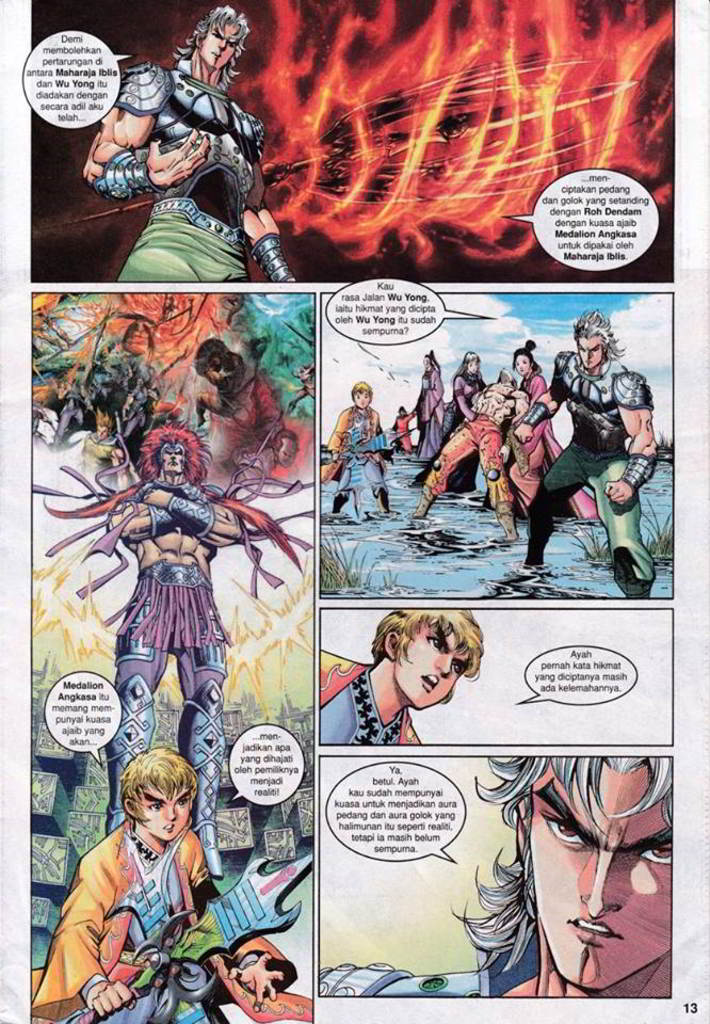 Demi
membolehkan
pertarungan di
antara Maharaja Iblis
dan Wu Yong itu
diadakan dengan
secara adil aku
telah...
...men-
ciptakan pedang
dan golok yang setanding
dengan Roh Dendam
dengan kuasa ajaib
Medalion Angkasa
untuk dipakai oleh
Maharaja Iblis.
Medalion
Angkasa itu
memang mem-
punyai kuasa
ajaib yang
akan...
...men-
jadikan apa
yang dihajati
oleh pemiliknya
menjadi
realiti!
Kau
rasa Jalan Wu Yong,
iaitu hikmat yang dicipta
oleh Wu Yong itu sudah
sempurna?
Ayah
pernah kata hikmat
yang diciptanya masih
ada kelemahannya.
Ya,
betul. Ayah
kau sudah mempunyai
kuasa untuk menjadikan aura
pedang dan aura golok yang
halimunan itu seperti realiti,
tetapi ia masih belum
sempurna.
13